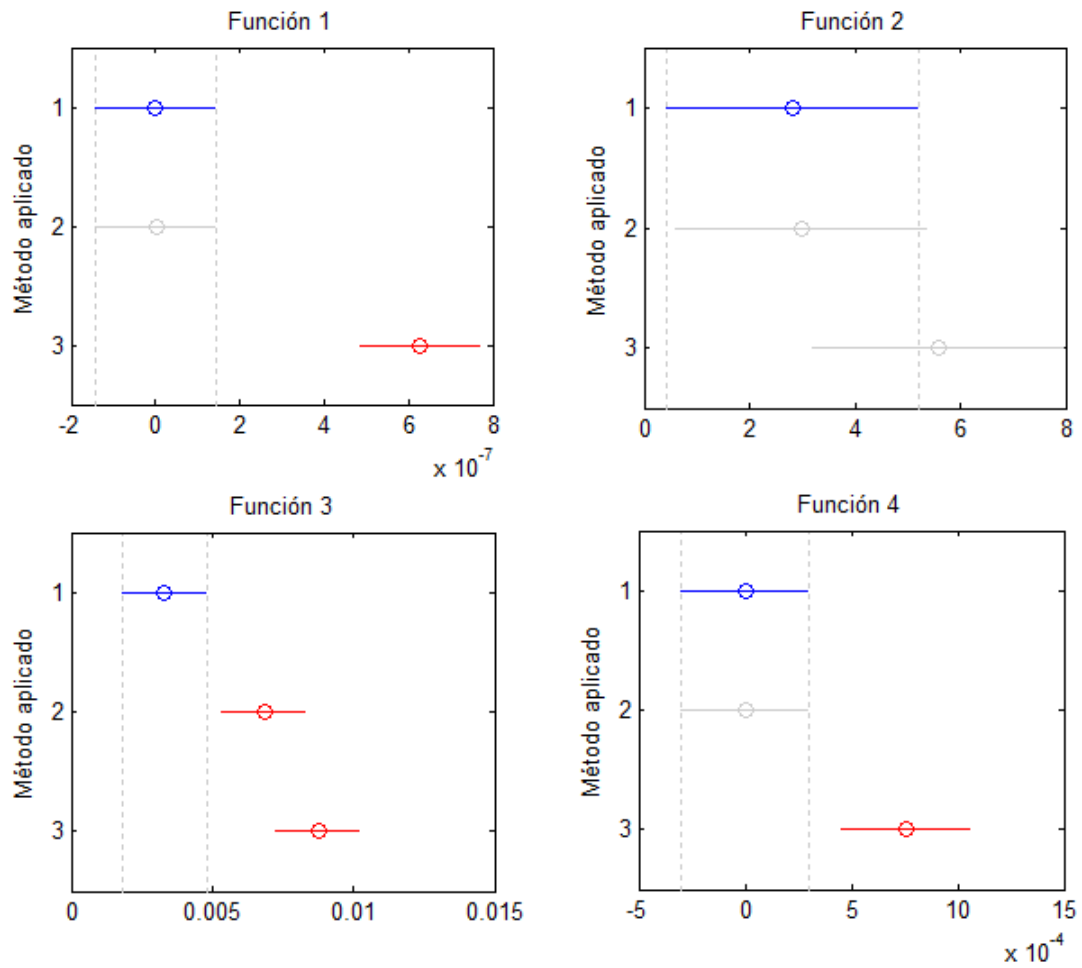 Función 1
Método aplicado
1
2
3
-2 0 2 4 6 8
x 10^-7
Función 2
Método aplicado
1
2
3
0 2 4 6 8
Función 3
Método aplicado
1
2
3
0 0.005 0.01 0.015
Función 4
Método aplicado
1
2
3
-5 0 5 10 15
x 10^-4